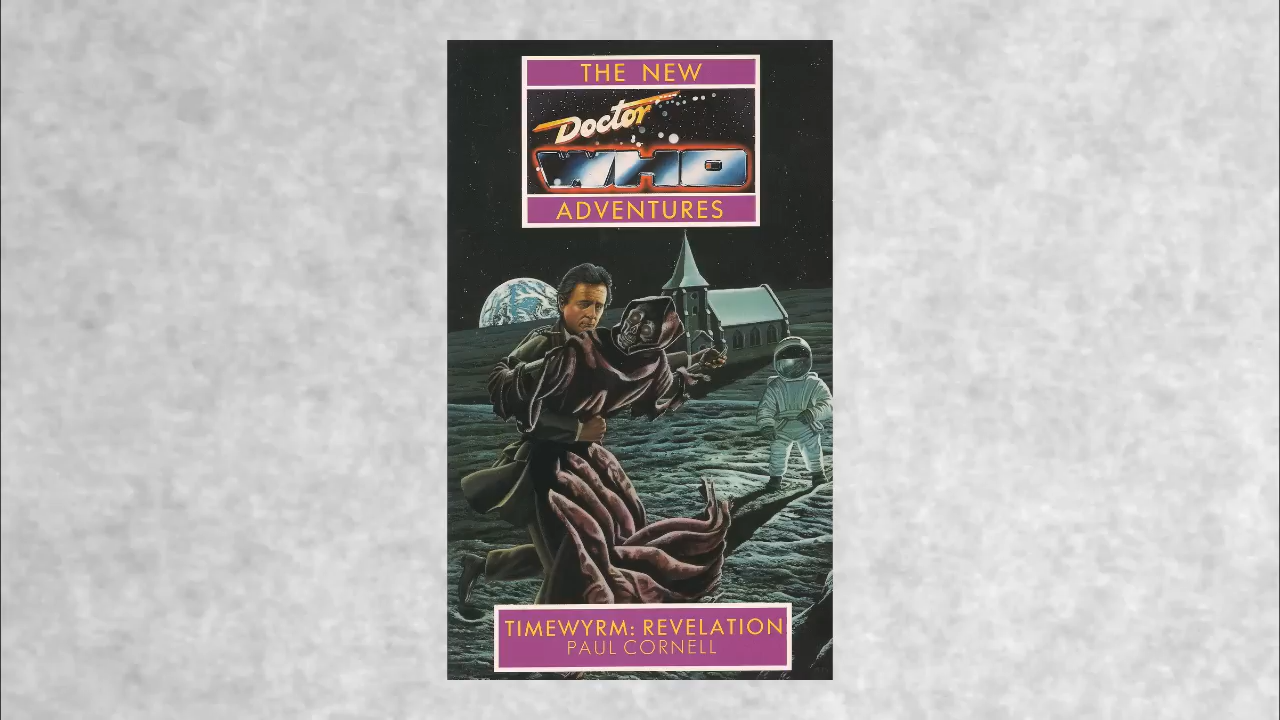 THE NEW
Doctor
WHO
ADVENTURES
TIMEWYRM: REVELATION
PAUL CORNELL